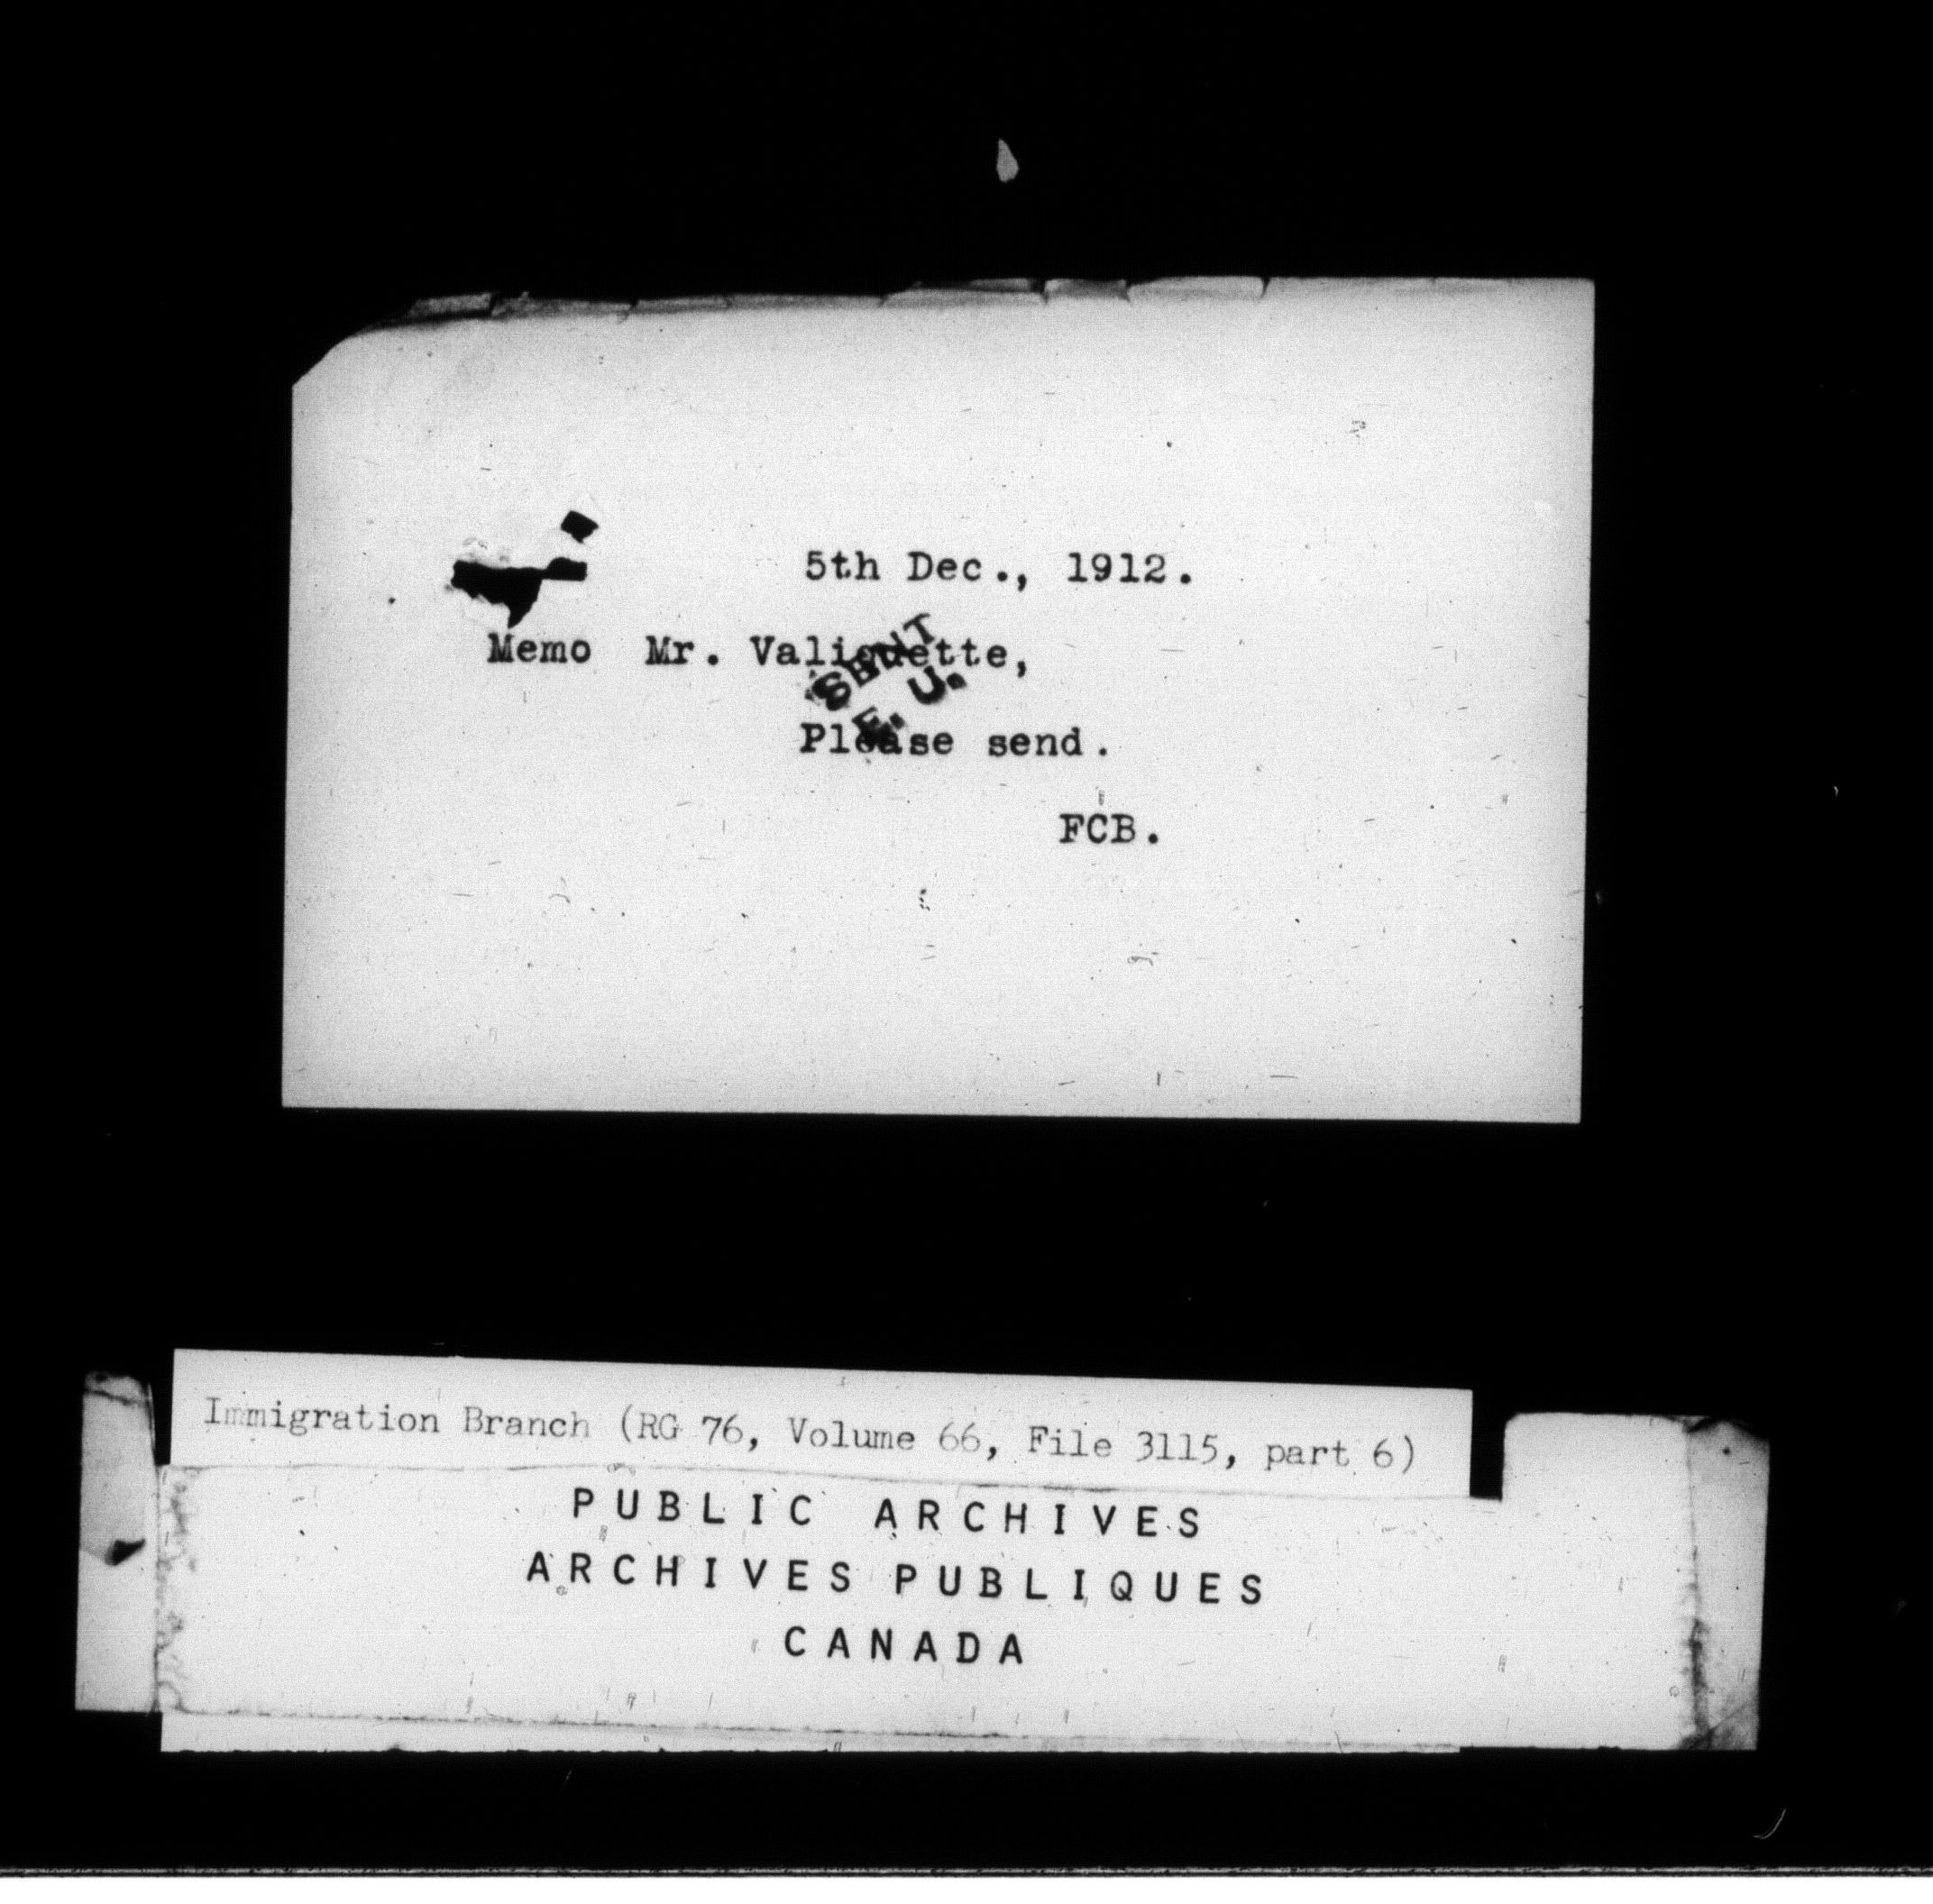 5th Dec., 1912.
Memo Mr. Valiquette,
SENT
E. U.
Please send.
FCB.
Immigration Branch (RG 76, Volume 66, File 3115, part 6)
PUBLIC ARCHIVES
ARCHIVES PUBLIQUES
CANADA